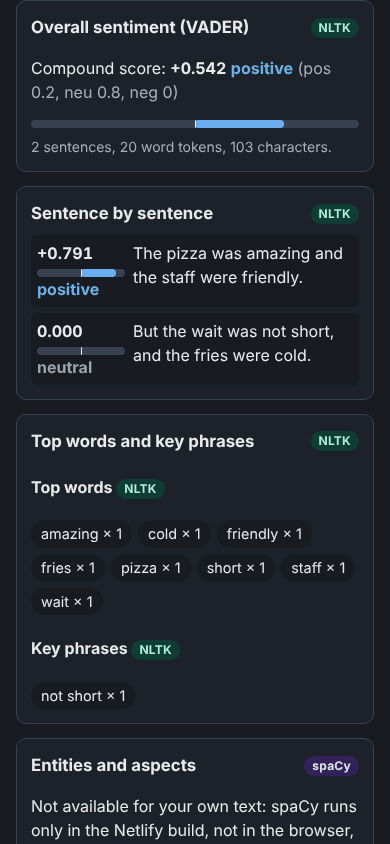 Overall sentiment (VADER) NLTK
Compound score: +0.542 positive (pos
0.2, neu 0.8, neg 0)
2 sentences, 20 word tokens, 103 characters.
Sentence by sentence NLTK
+0.791
positive
The pizza was amazing and
the staff were friendly.
0.000
neutral
But the wait was not short,
and the fries were cold.
Top words and key phrases NLTK
Top words NLTK
amazing × 1 cold × 1 friendly × 1
fries × 1 pizza × 1 short × 1 staff × 1
wait × 1
Key phrases NLTK
not short × 1
Entities and aspects spaCy
Not available for your own text: spaCy runs
only in the Netlify build, not in the browser,